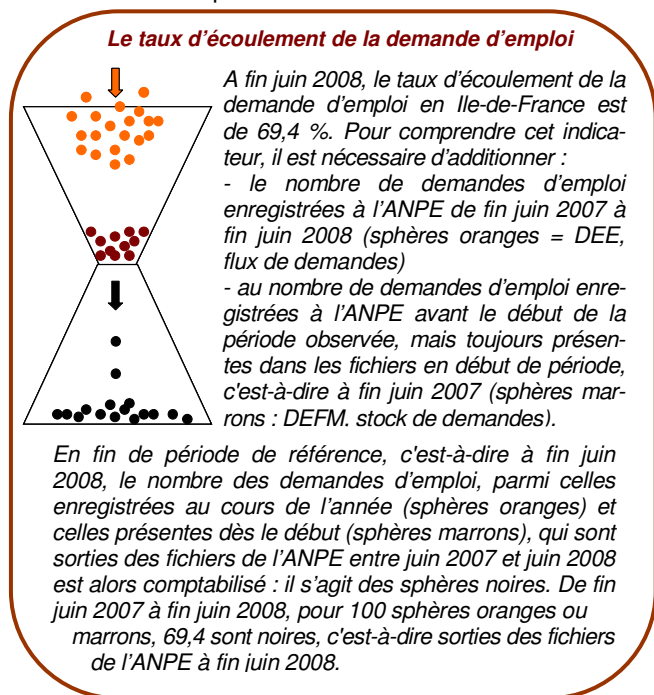 Le taux d'écoulement de la demande d'emploi
A fin juin 2008, le taux d'écoulement de la
demande d'emploi en Ile-de-France est
de 69,4 %. Pour comprendre cet indica-
teur, il est nécessaire d'additionner :
- le nombre de demandes d'emploi
enregistrées à l'ANPE de fin juin 2007 à
fin juin 2008 (sphères oranges = DEE,
flux de demandes)
- au nombre de demandes d'emploi enre-
gistrées à l'ANPE avant le début de la
période observée, mais toujours présen-
tes dans les fichiers en début de période,
c'est-à-dire à fin juin 2007 (sphères mar-
rons : DEFM. stock de demandes).
En fin de période de référence, c'est-à-dire à fin juin
2008, le nombre des demandes d'emploi, parmi celles
enregistrées au cours de l'année (sphères oranges) et
celles présentes dès le début (sphères marrons), qui sont
sorties des fichiers de l'ANPE entre juin 2007 et juin 2008
est alors comptabilisé : il s'agit des sphères noires. De fin
juin 2007 à fin juin 2008, pour 100 sphères oranges ou
marrons, 69,4 sont noires, c'est-à-dire sorties des fichiers
de l'ANPE à fin juin 2008.